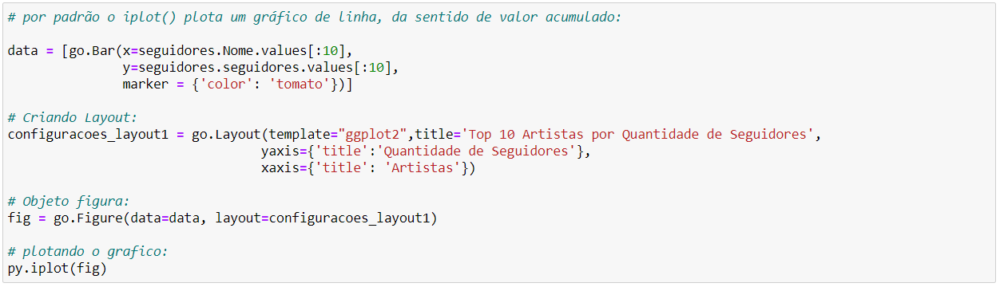 # por padrão o iplot() plota um gráfico de linha, da sentido de valor acumulado:
data = [go.Bar(x=seguidores.Nome.values[:10],
y=seguidores.seguidores.values[:10],
marker = {'color': 'tomato'})]
# Criando Layout:
configuracoes_layout1 = go.Layout(template="ggplot2",title='Top 10 Artistas por Quantidade de Seguidores',
yaxis={'title':'Quantidade de Seguidores'},
xaxis={'title': 'Artistas'})
# Objeto figura:
fig = go.Figure(data=data, layout=configuracoes_layout1)
# plotando o grafico:
py.iplot(fig)